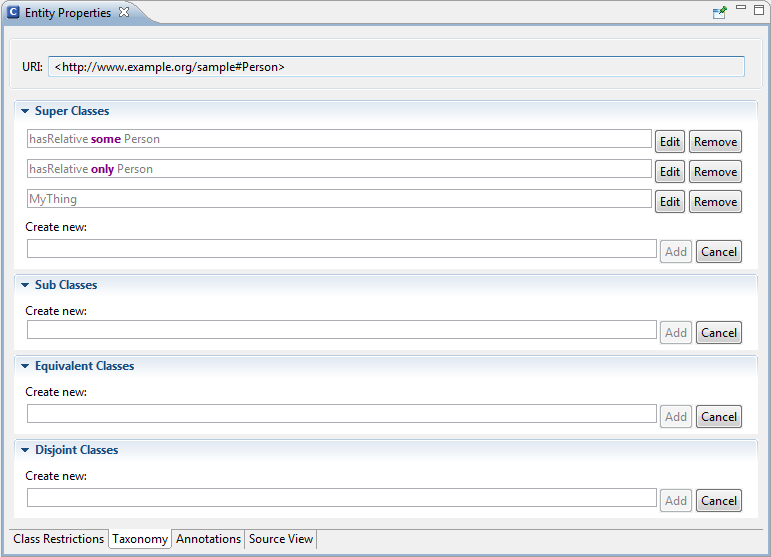 Entity Properties
URI: <http://www.example.org/sample#Person>
Super Classes
hasRelative some Person Edit Remove
hasRelative only Person Edit Remove
MyThing Edit Remove
Create new:
Add Cancel
Sub Classes
Create new:
Add Cancel
Equivalent Classes
Create new:
Add Cancel
Disjoint Classes
Create new:
Add Cancel
Class Restrictions Taxonomy Annotations Source View